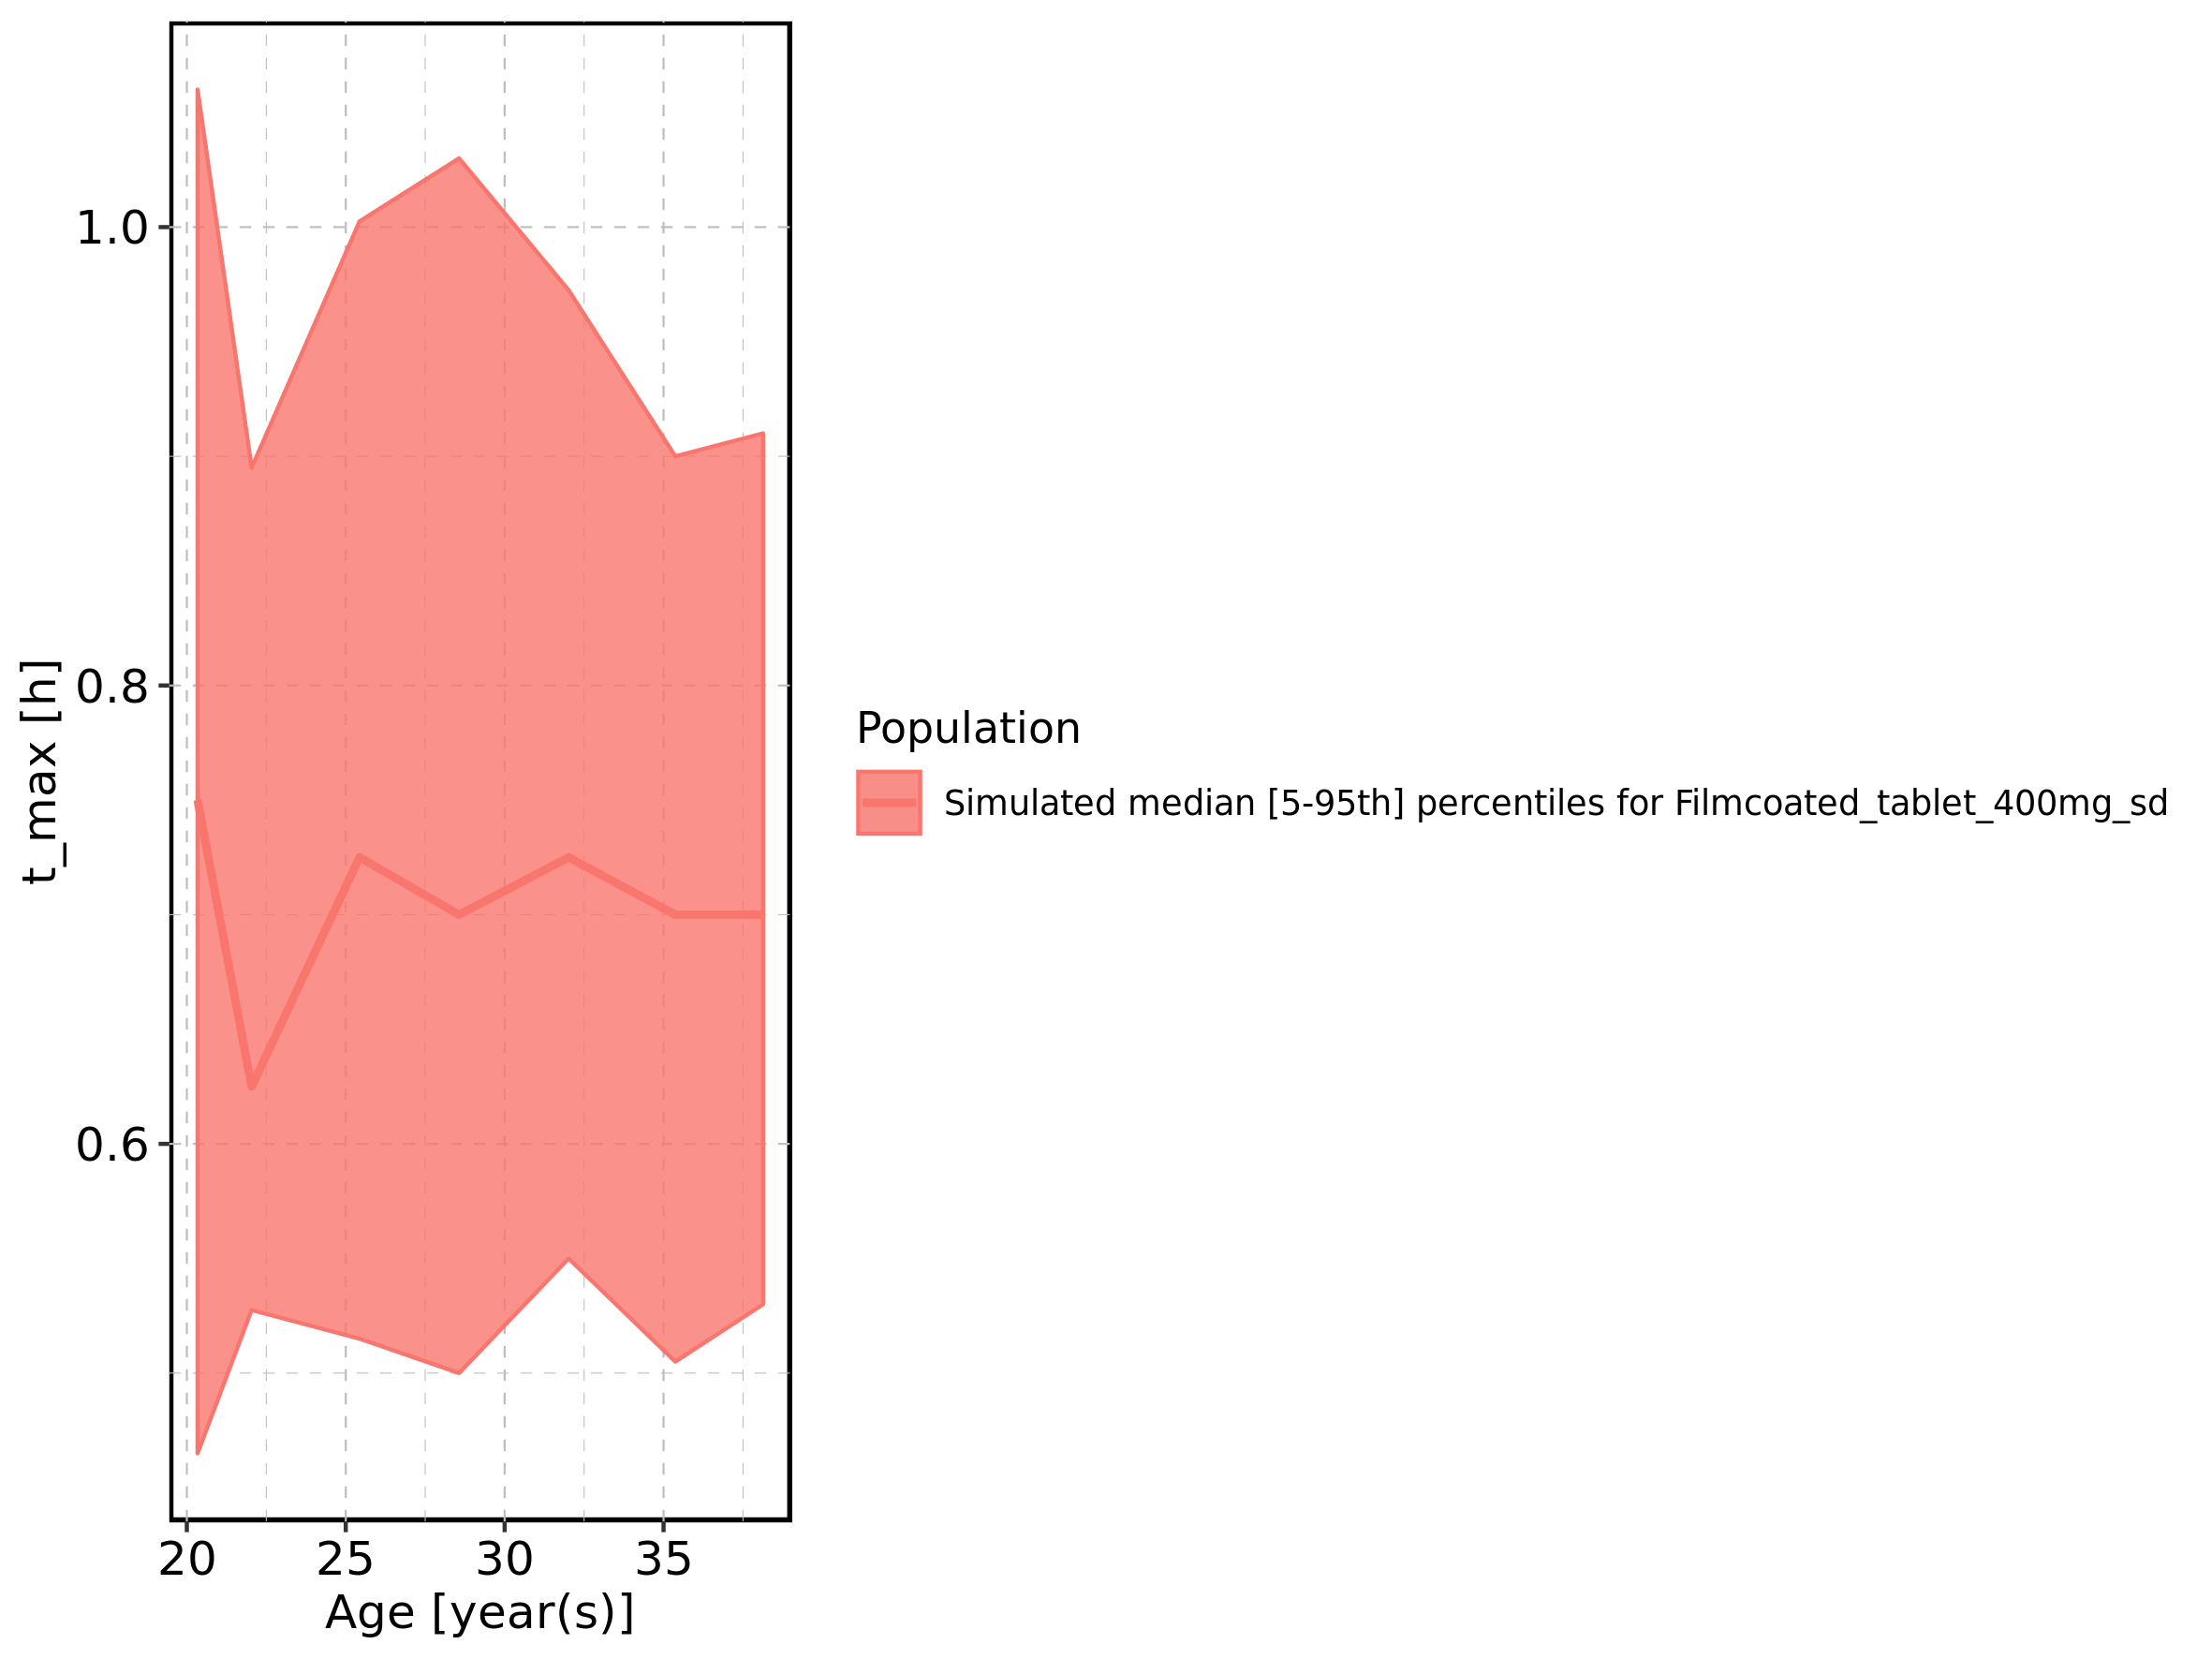 1.0
0.8
0.6
t_max [h]
20 25 30 35
Age [year(s)]
Population
Simulated median [5-95th] percentiles for Filmcoated_tablet_400mg_sd